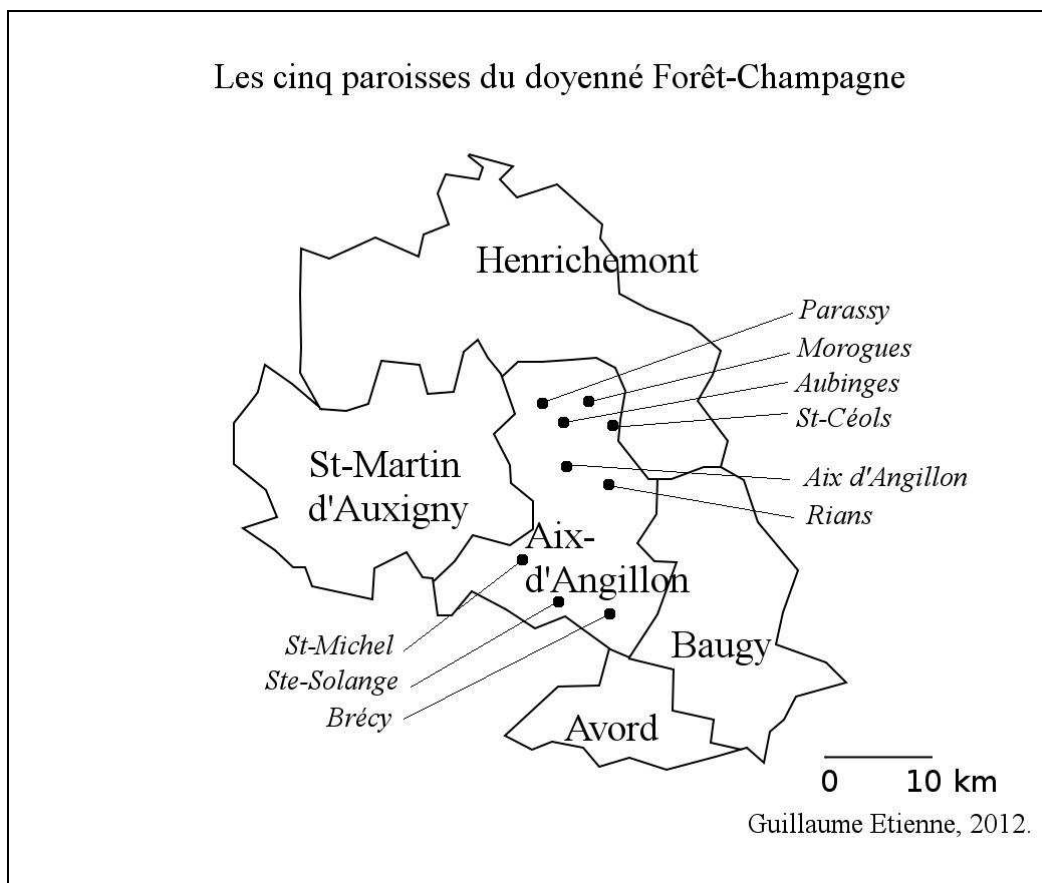 Les cinq paroisses du doyenné Forêt-Champagne
Henrichemont
Parassy
Morogues
Aubinges
St-Céols
St-Martin
d'Auxigny
Aix d'Angillon
Rians
Aix-
d'Angillon
St-Michel
Ste-Solange
Brécy
Baugy
Avord
0 10 km
Guillaume Etienne, 2012.